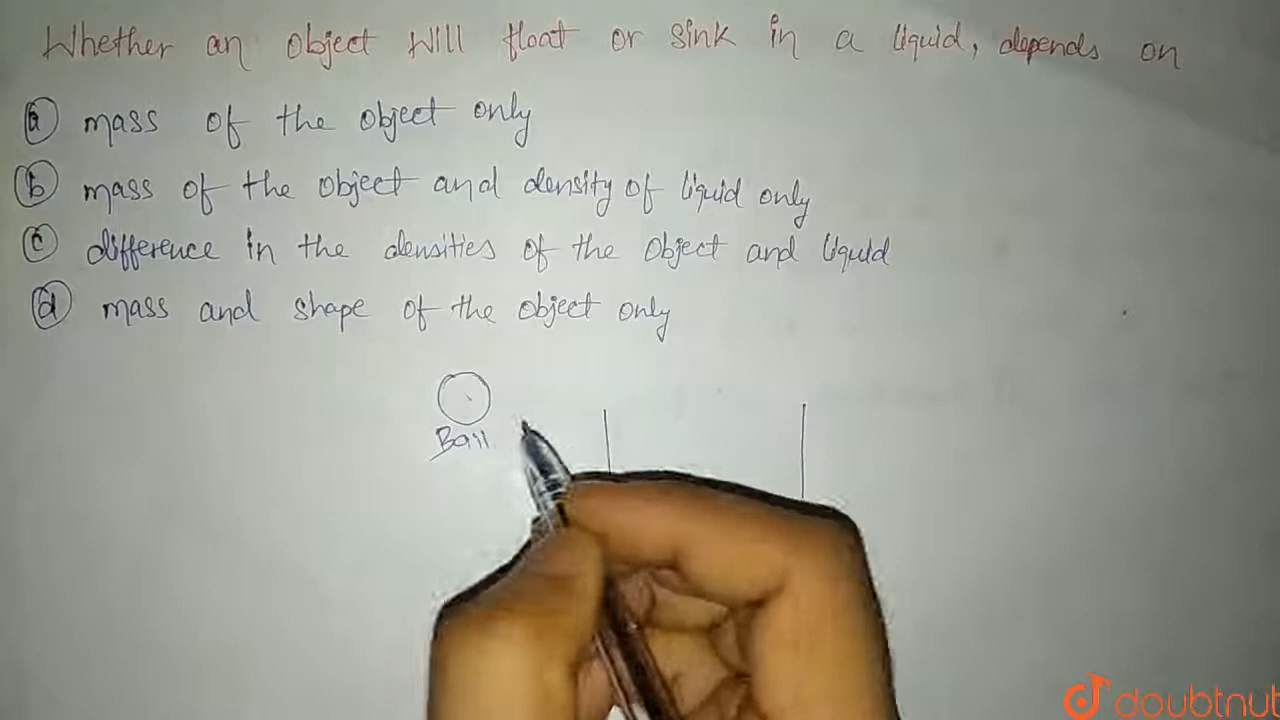 Whether an object will float or sink in a liquid, depends on
a mass of the object only
b mass of the object and density of liquid only
c difference in the densities of the object and liquid
d mass and shape of the object only
Ball
doubtnut